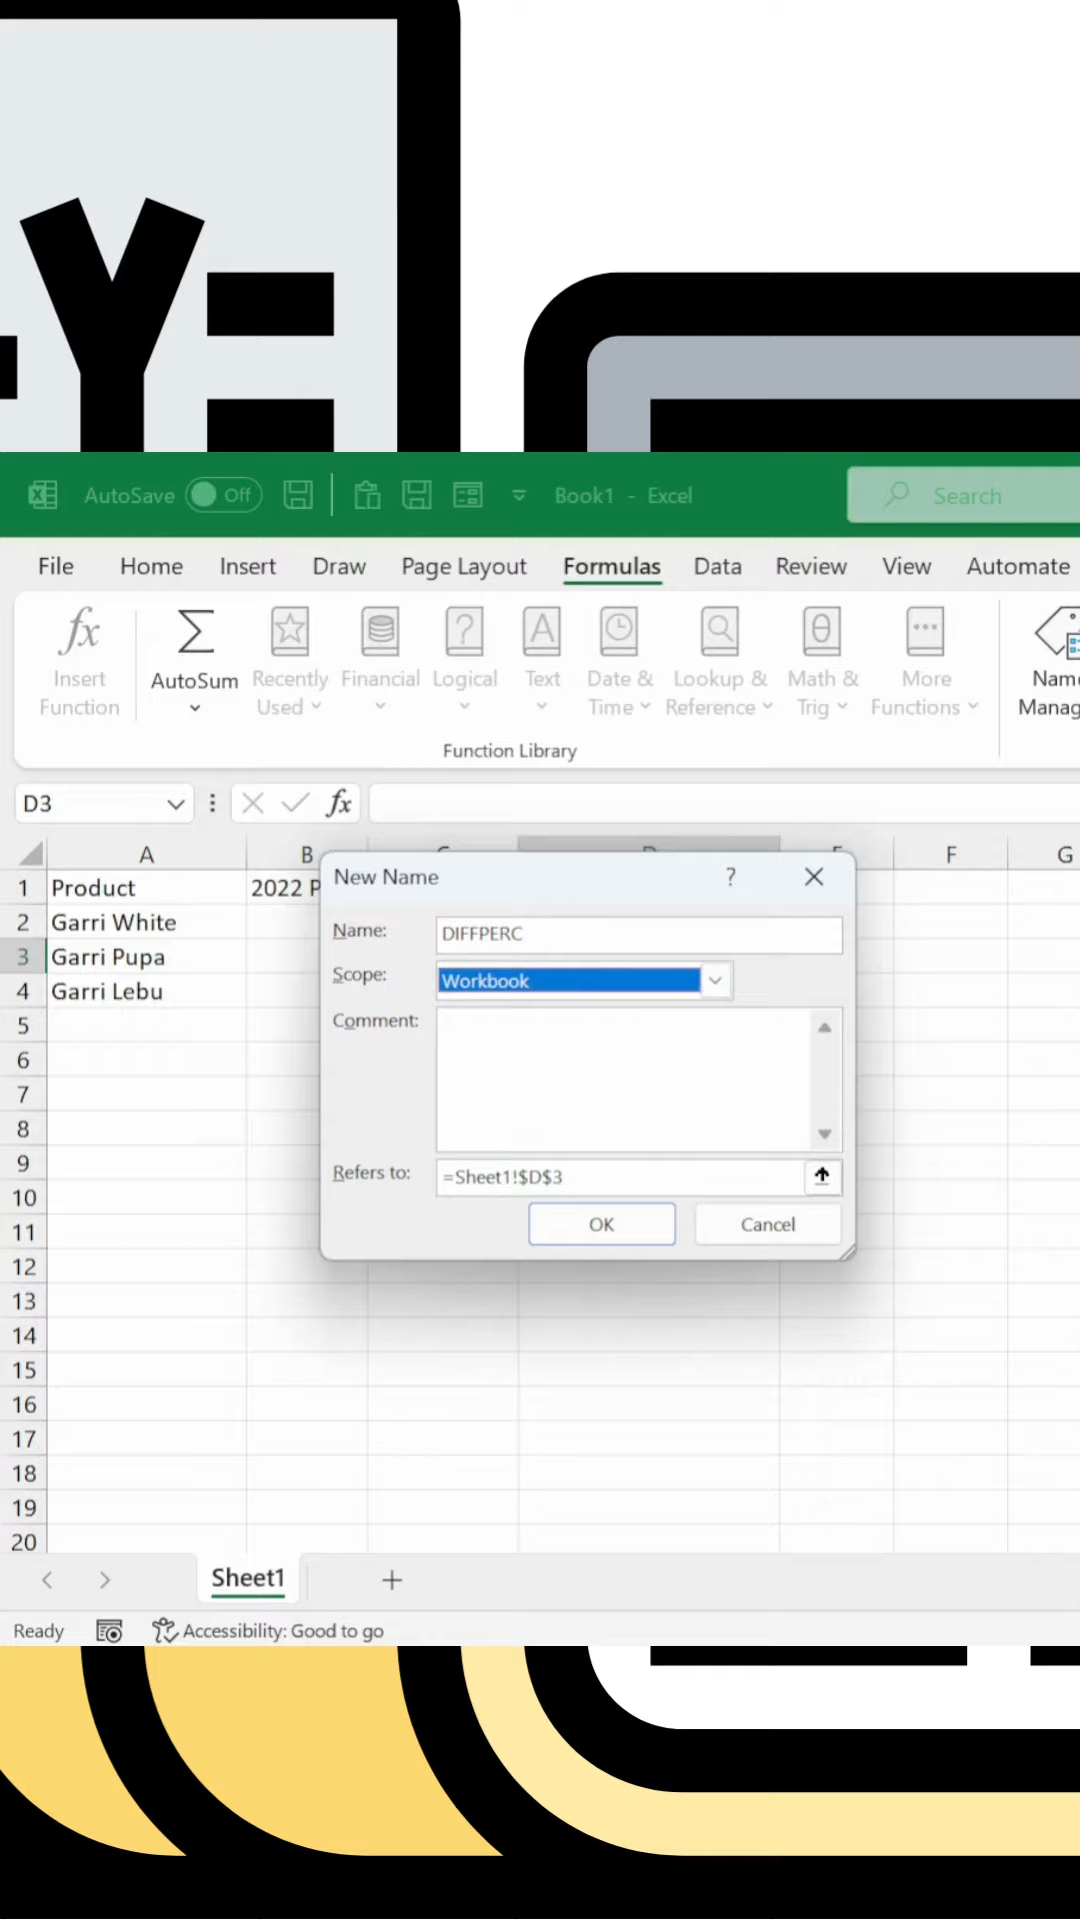 Y=
AutoSave Off Book1 - Excel Search
File Home Insert Draw Page Layout Formulas Data Review View Automate
fx
Insert Function
AutoSum
Recently Used
Financial
Logical
Text
Date & Time
Lookup & Reference
Math & Trig
More Functions
Function Library
D3 fx
A B F G
1 Product 2022 P
2 Garri White
3 Garri Pupa
4 Garri Lebu
5
6
7
8
9
10
11
12
13
14
15
16
17
18
19
20
New Name ?
Name: DIFFPERC
Scope: Workbook
Comment:
Refers to: =Sheet1!$D$3
OK Cancel
Sheet1 +
Ready Accessibility: Good to go